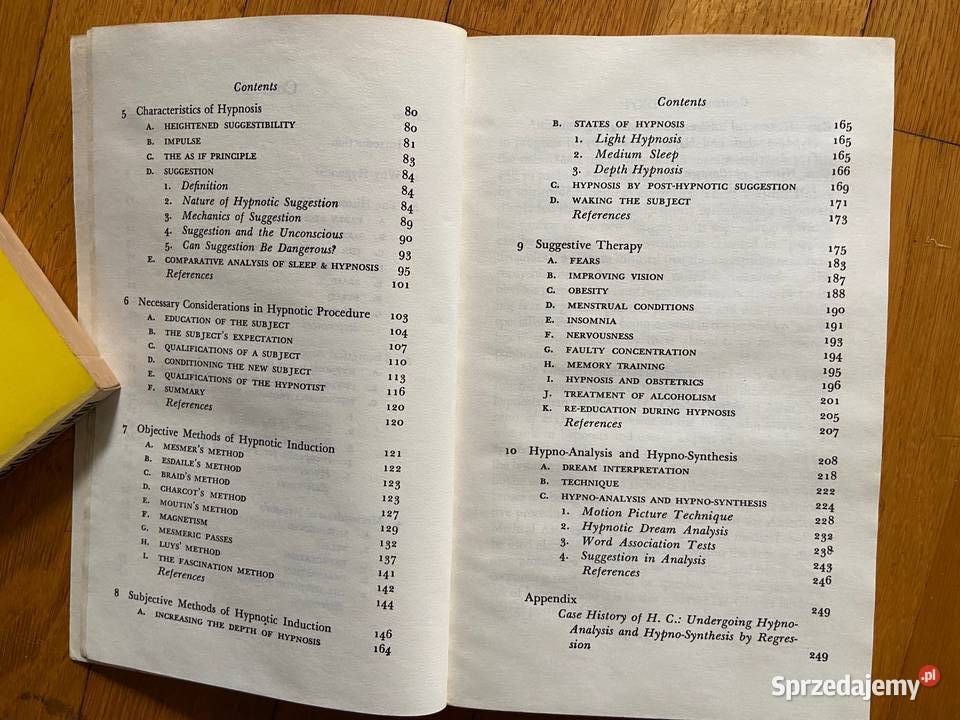 Contents
5 Characteristics of Hypnosis 80
A. HEIGHTENED SUGGESTIBILITY 80
B. IMPULSE 81
C. THE AS IF PRINCIPLE 83
D. SUGGESTION 84
1. Definition 84
2. Nature of Hypnotic Suggestion 84
3. Mechanics of Suggestion 89
4. Suggestion and the Unconscious 90
5. Can Suggestion Be Dangerous? 93
E. COMPARATIVE ANALYSIS OF SLEEP & HYPNOSIS 95
References 101
6 Necessary Considerations in Hypnotic Procedure 103
A. EDUCATION OF THE SUBJECT 104
B. THE SUBJECT'S EXPECTATION 107
C. QUALIFICATIONS OF A SUBJECT 110
D. CONDITIONING THE NEW SUBJECT 113
E. QUALIFICATIONS OF THE HYPNOTIST 116
F. SUMMARY 120
References 120
7 Objective Methods of Hypnotic Induction 121
A. MESMER'S METHOD 122
B. ESDAILE'S METHOD 123
C. BRAID'S METHOD 123
D. CHARCOT'S METHOD 127
E. MOUTIN'S METHOD 129
F. MAGNETISM 132
G. MESMERIC PASSES 137
H. LUYS' METHOD 141
I. THE FASCINATION METHOD 142
References 144
8 Subjective Methods of Hypnotic Induction 146
A. INCREASING THE DEPTH OF HYPNOSIS 164
Contents
B. STATES OF HYPNOSIS 165
1. Light Hypnosis 165
2. Medium Sleep 165
3. Depth Hypnosis 166
C. HYPNOSIS BY POST-HYPNOTIC SUGGESTION 169
D. WAKING THE SUBJECT 171
References 173
9 Suggestive Therapy 175
A. FEARS 183
B. IMPROVING VISION 187
C. OBESITY 188
D. MENSTRUAL CONDITIONS 190
E. INSOMNIA 191
F. NERVOUSNESS 193
G. FAULTY CONCENTRATION 194
H. MEMORY TRAINING 195
I. HYPNOSIS AND OBSTETRICS 196
J. TREATMENT OF ALCOHOLISM 201
K. RE-EDUCATION DURING HYPNOSIS 205
References 207
10 Hypno-Analysis and Hypno-Synthesis 208
A. DREAM INTERPRETATION 218
B. TECHNIQUE 222
C. HYPNO-ANALYSIS AND HYPNO-SYNTHESIS 224
1. Motion Picture Technique 228
2. Hypnotic Dream Analysis 232
3. Word Association Tests 238
4. Suggestion in Analysis 243
References 246
Appendix 249
Case History of H. C.: Undergoing Hypno-
Analysis and Hypno-Synthesis by Regres-
sion 249
Sprzedajemy.pl